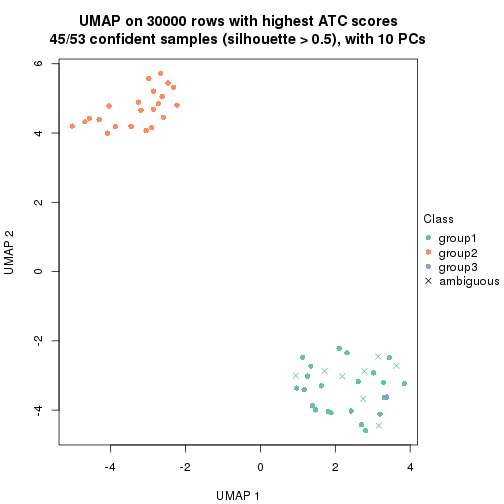 UMAP on 30000 rows with highest ATC scores
45/53 confident samples (silhouette > 0.5), with 10 PCs
6
4
2
0
-2
-4
UMAP 2
-4
-2
0
2
4
UMAP 1
Class
group1
group2
group3
ambiguous